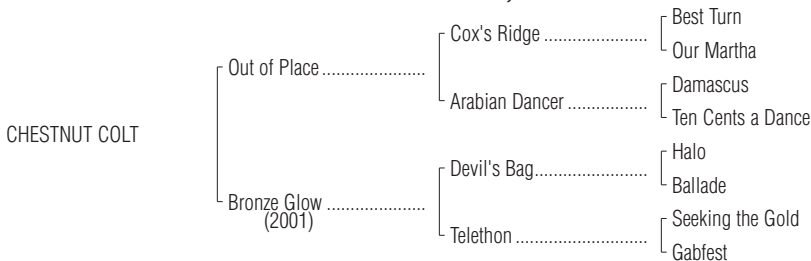 Best Turn
Cox's Ridge ......................
Our Martha
Out of Place ......................
Damascus
Arabian Dancer .................
Ten Cents a Dance
CHESTNUT COLT
Halo
Devil's Bag........................
Ballade
Bronze Glow .....................
(2001)
Seeking the Gold
Telethon ............................
Gabfest